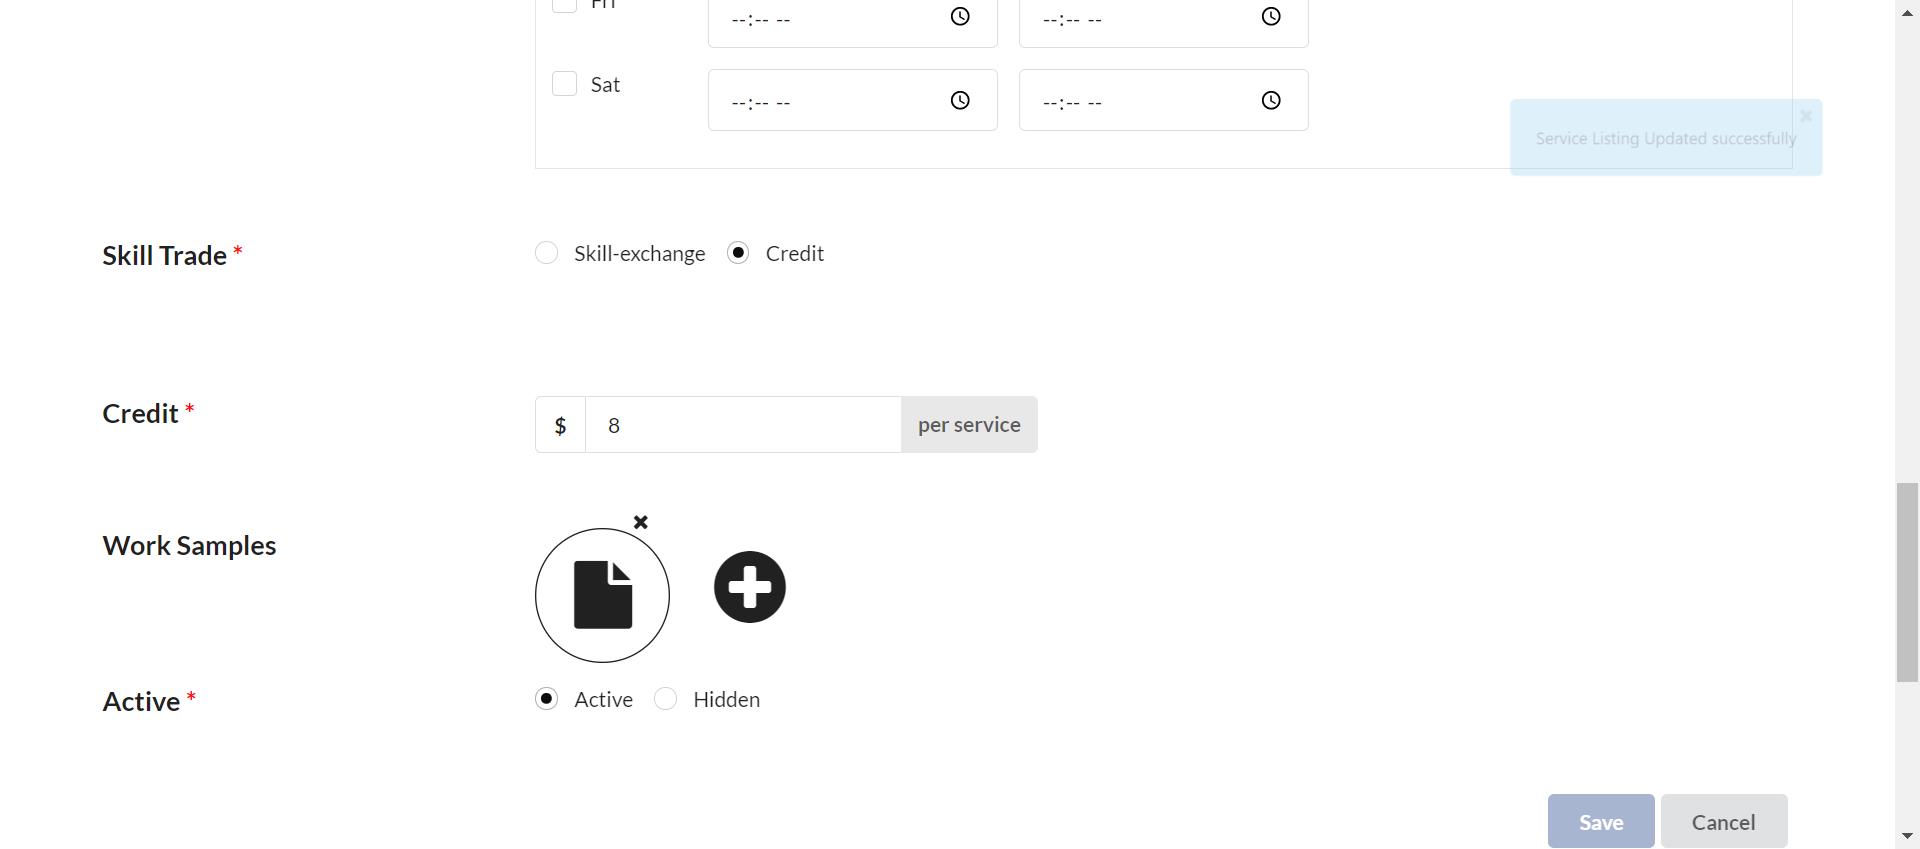 Fri
--:-- -- --:-- --
Sat
--:-- -- --:-- --
Service Listing Updated successfully
Skill Trade *
Skill-exchange Credit
Credit *
$ 8 per service
Work Samples
Active *
Active Hidden
Save Cancel